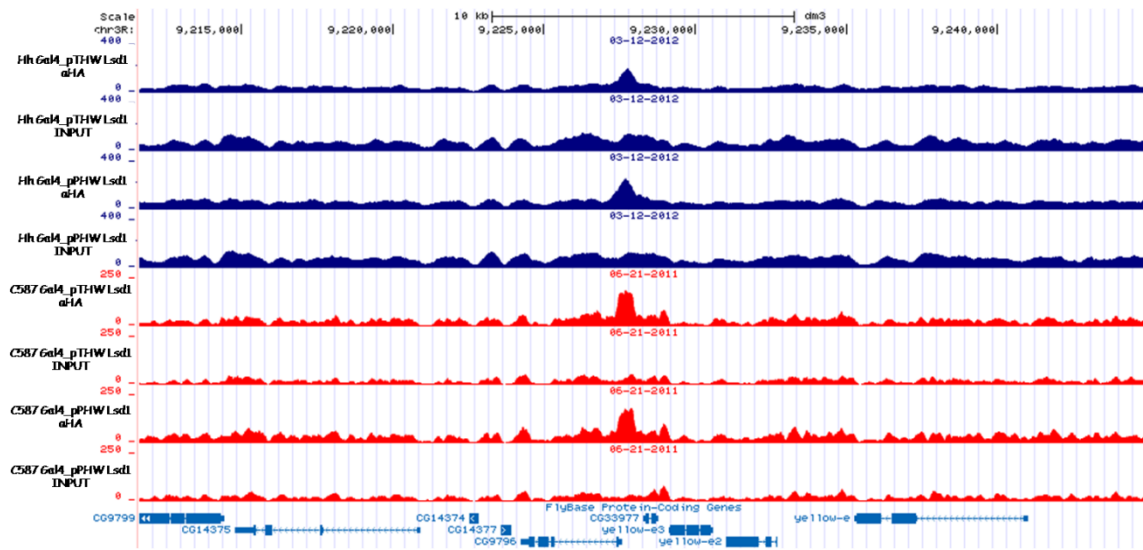 Scale 10 kb dm3
chr3R: 9,215,000 9,220,000 9,225,000 9,230,000 9,235,000 9,240,000
400 03-12-2012
Hh Gal4_pTHW Lsd1
αHA
0
400 03-12-2012
Hh Gal4_pTHW Lsd1
INPUT
0
400 03-12-2012
Hh Gal4_pPHW Lsd1
αHA
0
400 03-12-2012
Hh Gal4_pPHW Lsd1
INPUT
0
250 06-21-2011
C587 Gal4_pTHW Lsd1
αHA
0
250 06-21-2011
C587 Gal4_pTHW Lsd1
INPUT
0
250 06-21-2011
C587 Gal4_pPHW Lsd1
αHA
0
250 06-21-2011
C587 Gal4_pPHW Lsd1
INPUT
0
FlyBase Protein-Coding Genes
CG9799 CG14374 CG33977 yellow-e
CG14375 CG14377 yellow-e3
CG9796 yellow-e2